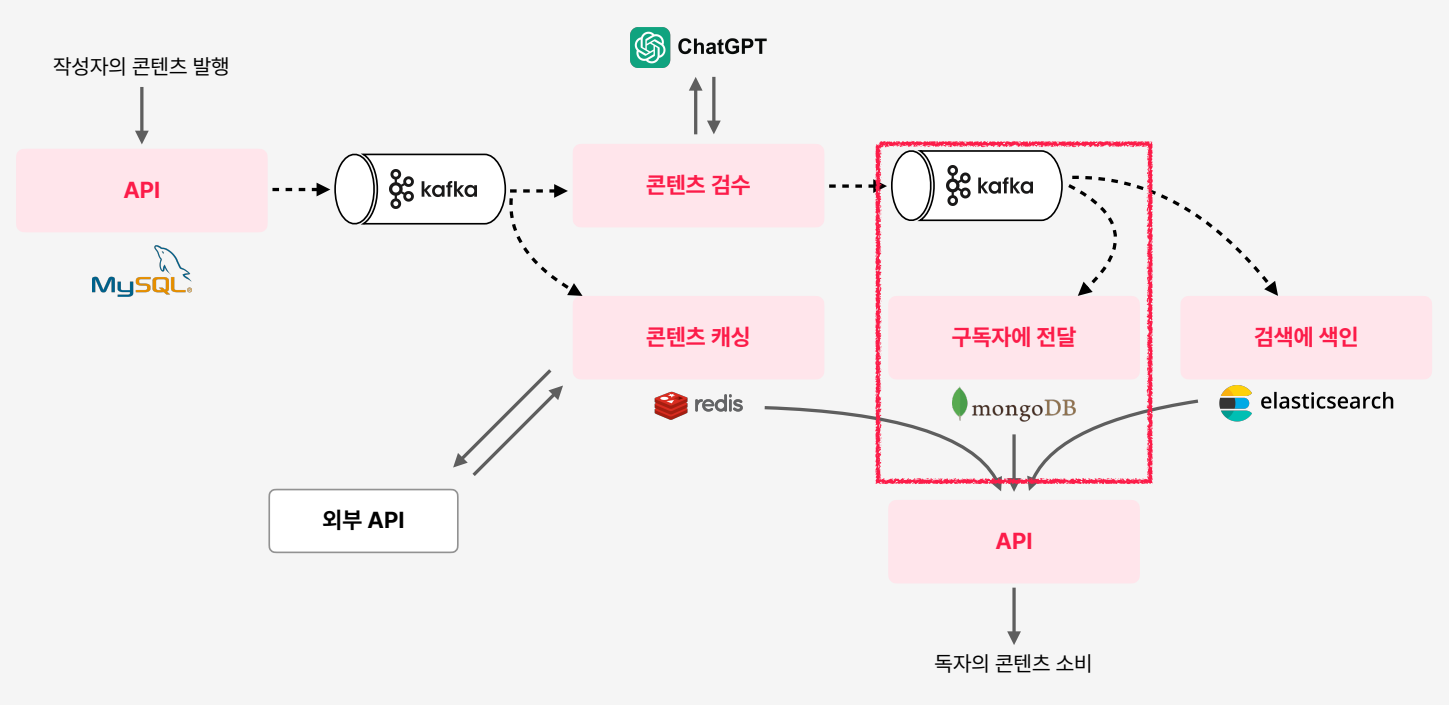 작성자의 콘텐츠 발행
ChatGPT
API
kafka
콘텐츠 검수
kafka
MySQL®
콘텐츠 캐싱
구독자에 전달
검색에 색인
redis
mongoDB
elasticsearch
외부 API
API
독자의 콘텐츠 소비